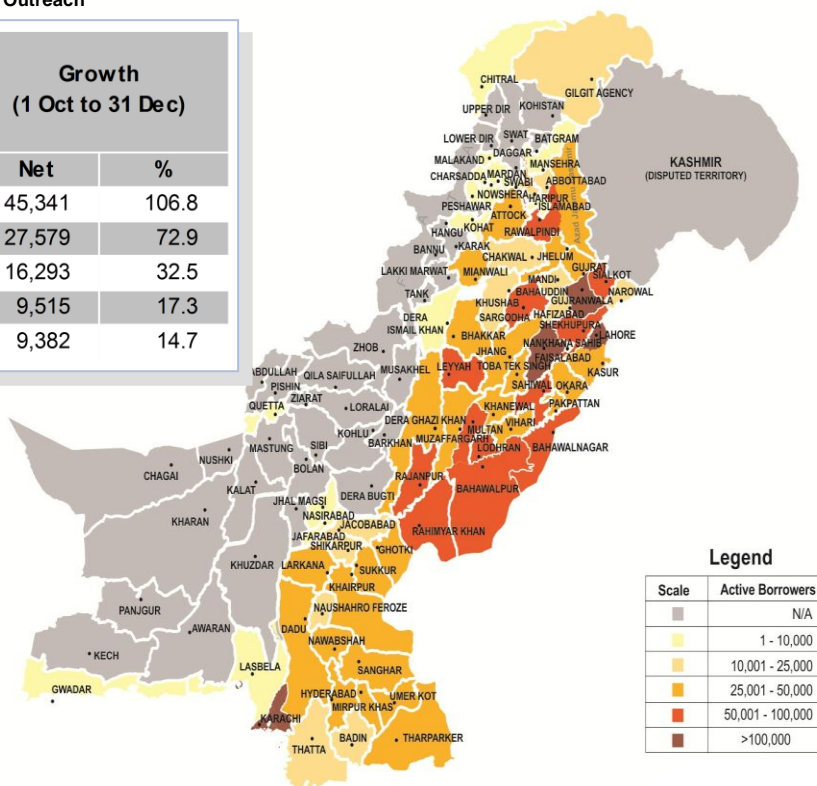 Outreach
Growth
(1 Oct to 31 Dec)
Net %
45,341 106.8
27,579 72.9
16,293 32.5
9,515 17.3
9,382 14.7
CHITRAL
GILGIT AGENCY
UPPER DIR
KOHISTAN
LOWER DIR
SWAT
BATGRAM
DAGGAR
MALAKAND
MANSEHRA
KASHMIR
(DISPUTED TERRITORY)
CHARSADDA
MARDAN
SWABI
ABBOTTABAD
NOWSHERA
HARIPUR
PESHAWAR
ISLAMABAD
ATTOCK
KOHAT
RAWALPINDI
HANGU
KARAK
BANNU
CHAKWAL
JHELUM
LAKKI MARWAT
MIANWALI
GUJRAT
SIALKOT
MANDI
BAHAUDDIN
TANK
NAROWAL
KHUSHAB
GUJRANWALA
DERA
ISMAIL KHAN
SARGODHA
HAFIZABAD
SHEKHUPURA
BHAKKAR
LAHORE
NANKHANA SAHIB
ZHOB
JHANG
FAISALABAD
MUSAKHEL
LEYYAH
TOBA TEK SINGH
KASUR
ABDULLAH
QILA SAIFULLAH
PISHIN
SAHIWAL
OKARA
ZIARAT
QUETTA
LORALAI
PAKPATTAN
DERA GHAZI KHAN
KHANEWAL
VIHARI
KOHLU
BARKHAN
MULTAN
MUZAFFARGARH
MASTUNG
SIBI
BAHAWALNAGAR
NUSHKI
LODHRAN
BOLAN
CHAGAI
RAJANPUR
BAHAWALPUR
KALAT
DERA BUGTI
JHAL MAGSI
NASIRABAD
KHARAN
JACOBABAD
RAHIMYAR KHAN
JAFARABAD
SHIKARPUR
GHOTKI
KHUZDAR
LARKANA
SUKKUR
KHAIRPUR
PANJGUR
NAUSHAHRO FEROZE
AWARAN
DADU
NAWABSHAH
KECH
LASBELA
SANGHAR
GWADAR
HYDERABAD
UMER KOT
MIRPUR KHAS
KARACHI
BADIN
THARPARKER
THATTA
Legend
Scale Active Borrowers
N/A
1 - 10,000
10,001 - 25,000
25,001 - 50,000
50,001 - 100,000
>100,000